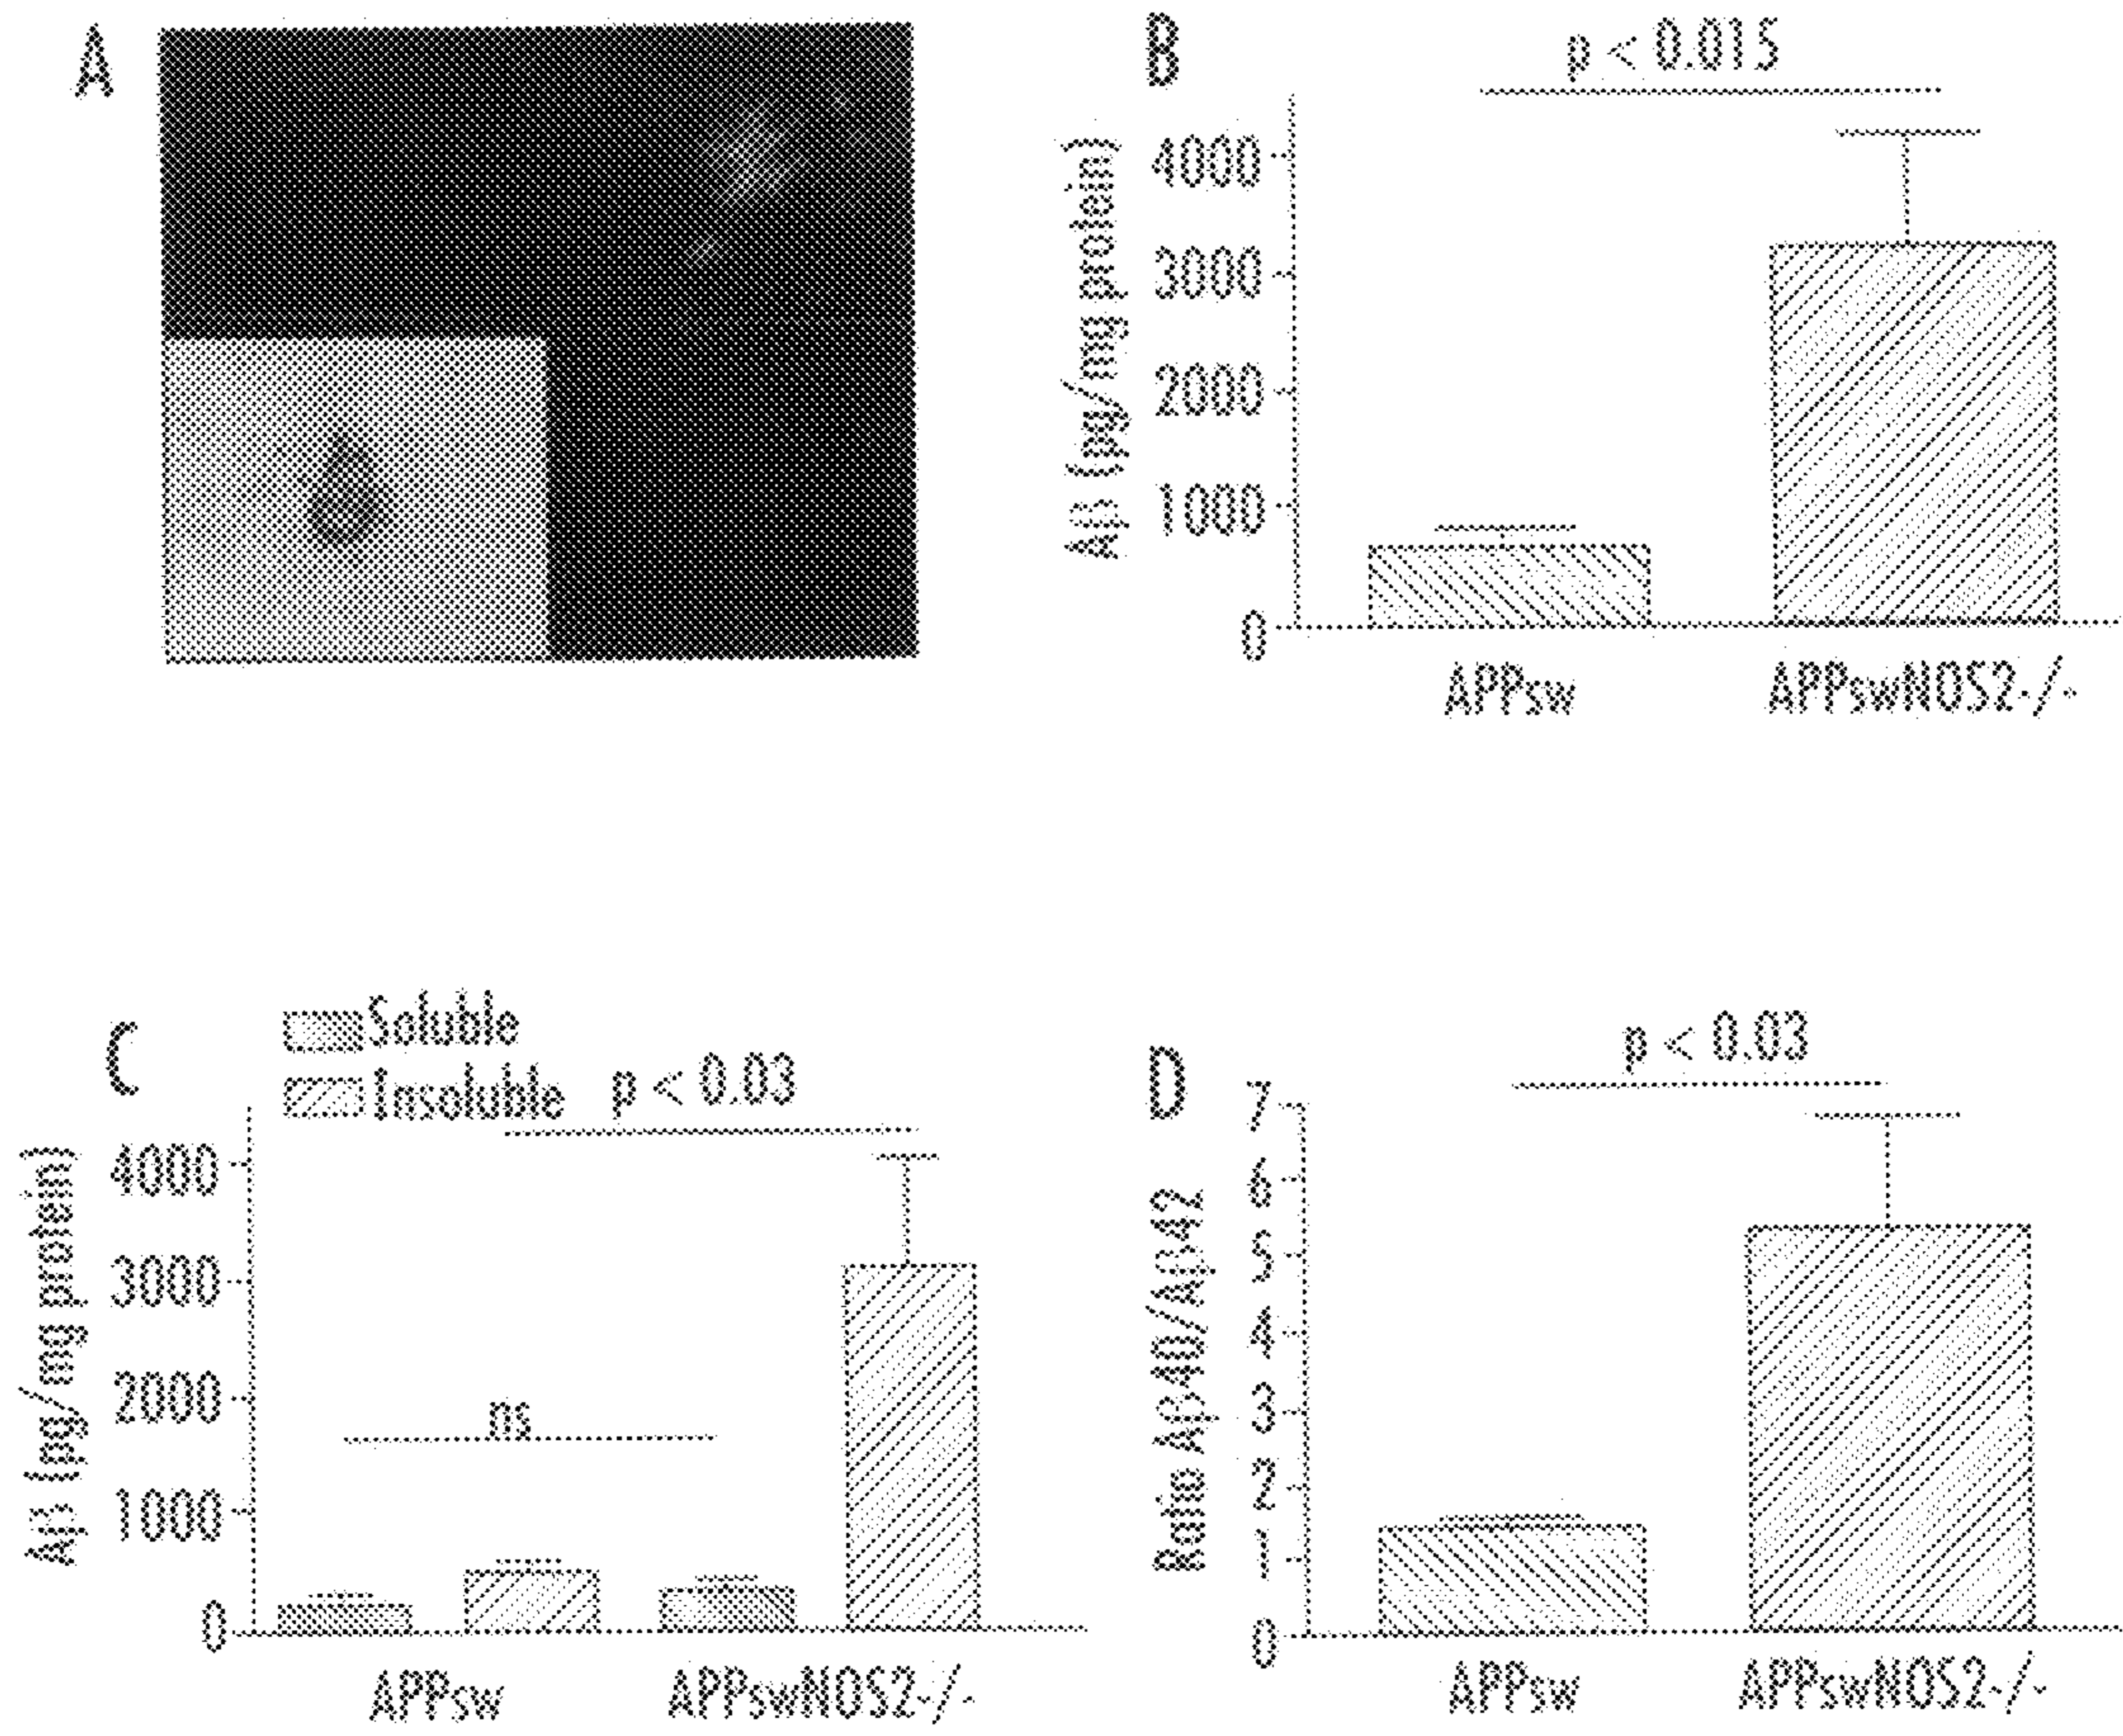 A
B
p < 0.015
Aβ (pg/mg protein)
4000
3000
2000
1000
0
APPsw
APPswNOS2-/-
C
Soluble
Insoluble
p < 0.03
Aβ (pg/mg protein)
4000
3000
2000
1000
0
ns
APPsw
APPswNOS2-/-
D
p < 0.03
Ratio Aβ40/Aβ42
7
6
5
4
3
2
1
0
APPsw
APPswNOS2-/-